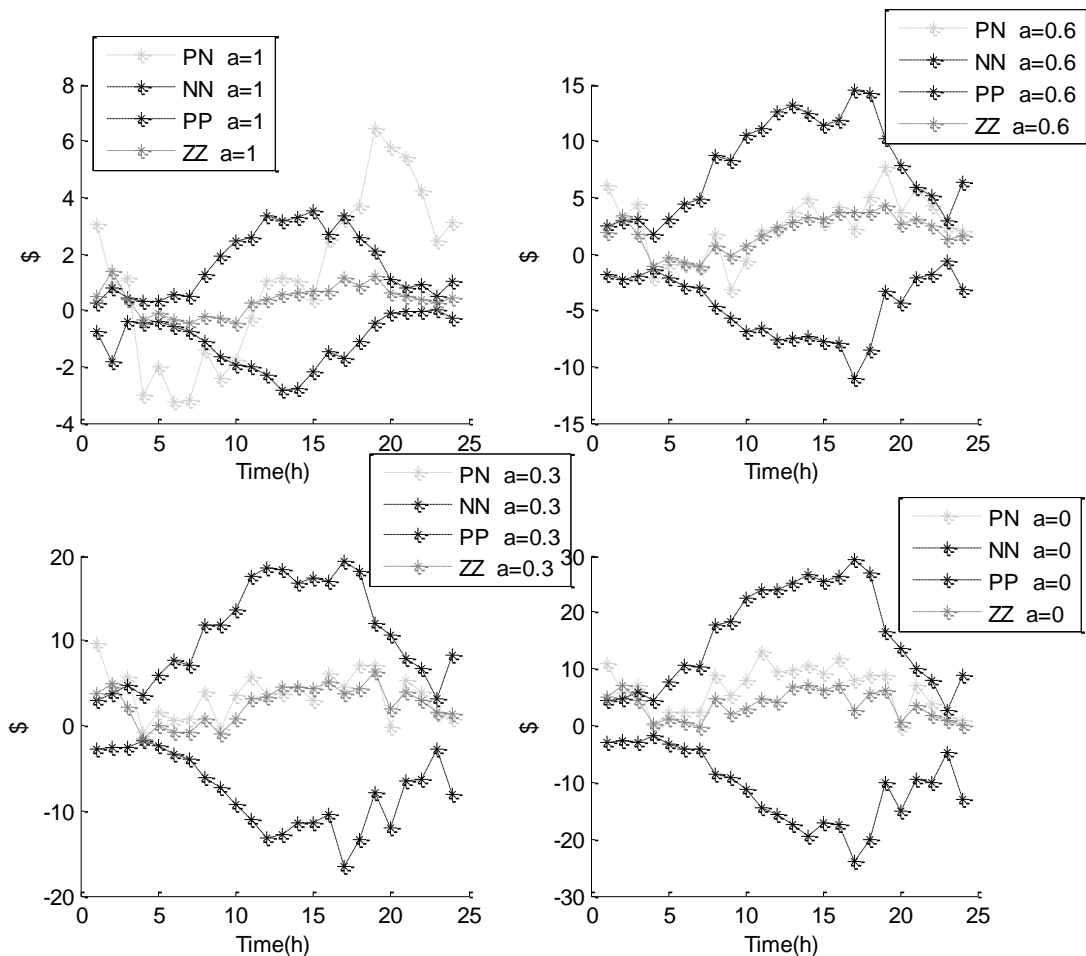 PN a=1
NN a=1
PP a=1
ZZ a=1
8
6
4
2
0
-2
-4
$
0 5 10 15 20 25
Time(h)
PN a=0.6
NN a=0.6
PP a=0.6
ZZ a=0.6
15
10
5
0
-5
-10
-15
$
0 5 10 15 20 25
Time(h)
PN a=0.3
NN a=0.3
PP a=0.3
ZZ a=0.3
20
10
0
-10
-20
$
0 5 10 15 20 25
Time(h)
PN a=0
NN a=0
PP a=0
ZZ a=0
30
20
10
0
-10
-20
-30
$
0 5 10 15 20 25
Time(h)